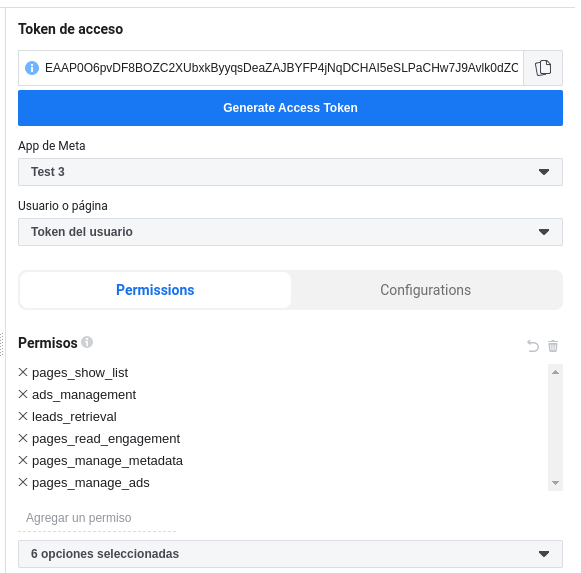 Token de acceso
EAAP0O6pvDF8BOZC2XUbxkByyqsDeaZAJBYFP4jNqDCHAI5eSLPaCHw7J9Avlk0dZC
Generate Access Token
App de Meta
Test 3
Usuario o página
Token del usuario
Permissions
Configurations
Permisos
pages_show_list
ads_management
leads_retrieval
pages_read_engagement
pages_manage_metadata
pages_manage_ads
Agregar un permiso
6 opciones seleccionadas